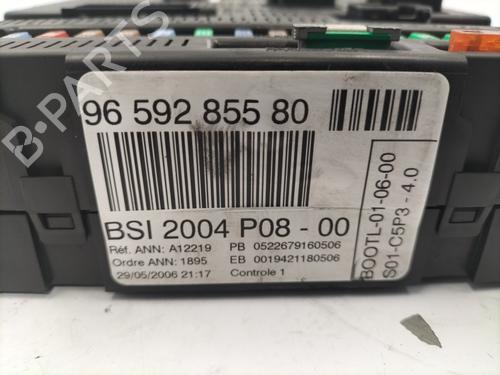 B-PARTS
96 592 855 80
BSI 2004 P08 - 00
Réf. ANN: A12219 PB 0522679160506
Ordre ANN: 1895 EB 0019421180506
29/05/2006 21:17 Controle 1
BOOTL-01-06-00
S01-C5P3 - 4.0